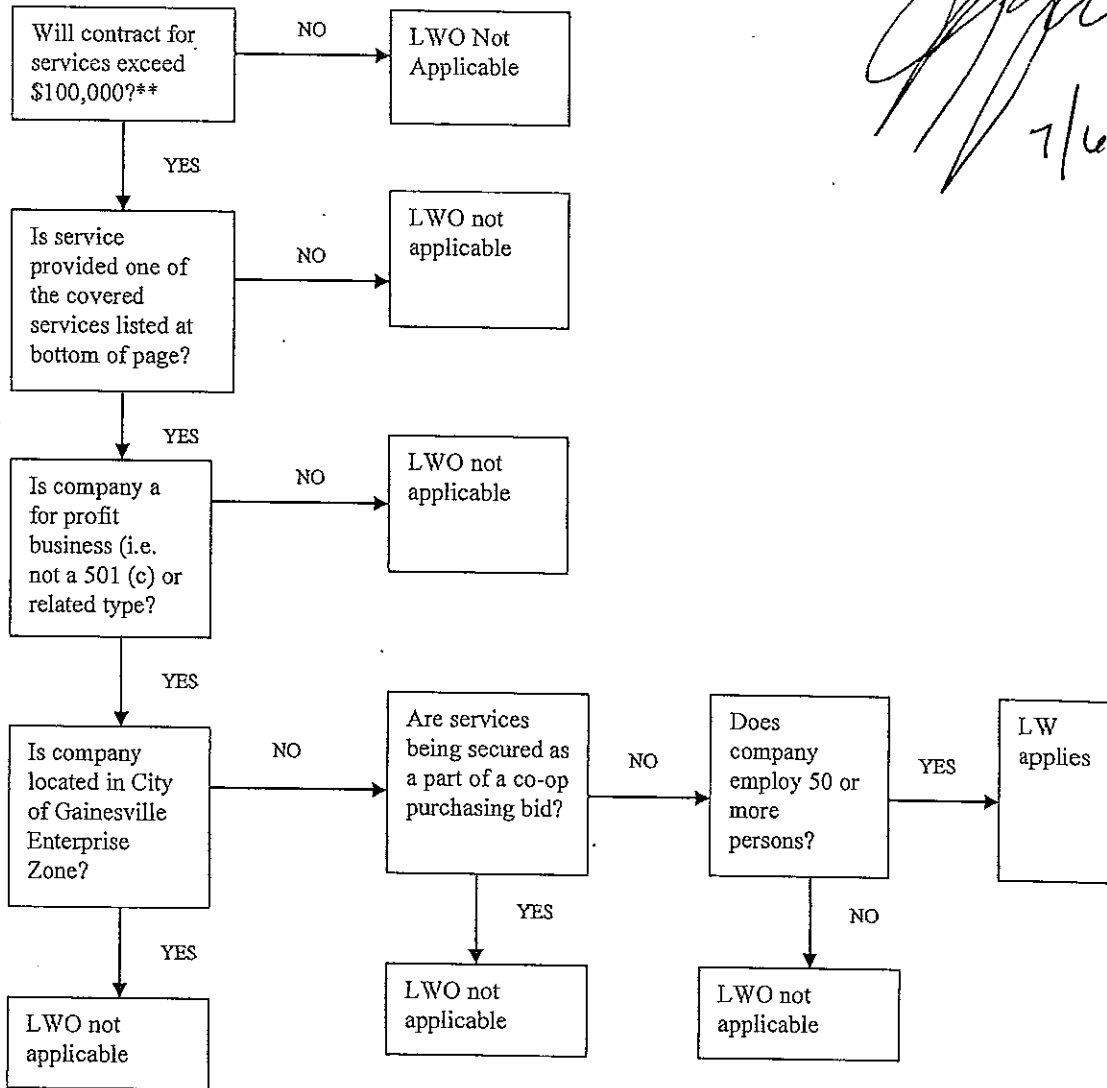 Will contract for
services exceed
$100,000?**
NO
LWO Not
Applicable
YES
Is service
provided one of
the covered
services listed at
bottom of page?
NO
LWO not
applicable
YES
Is company a
for profit
business (i.e.
not a 501 (c) or
related type?
NO
LWO not
applicable
YES
Is company
located in City
of Gainesville
Enterprise
Zone?
NO
Are services
being secured as
a part of a co-op
purchasing bid?
NO
Does
company
employ 50 or
more
persons?
YES
LW
applies
YES
LWO not
applicable
YES
LWO not
applicable
NO
LWO not
applicable